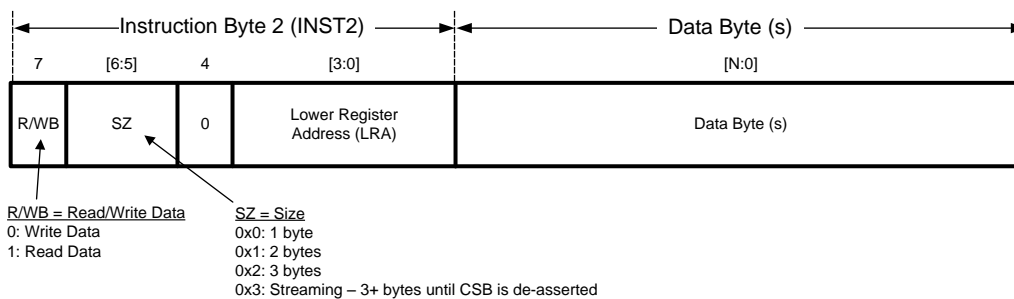 Instruction Byte 2 (INST2) Data Byte (s)
7 [6:5] 4 [3:0] [N:0]
R/WB SZ 0 Lower Register
Address (LRA) Data Byte (s)
R/WB = Read/Write Data
0: Write Data
1: Read Data
SZ = Size
0x0: 1 byte
0x1: 2 bytes
0x2: 3 bytes
0x3: Streaming – 3+ bytes until CSB is de-asserted